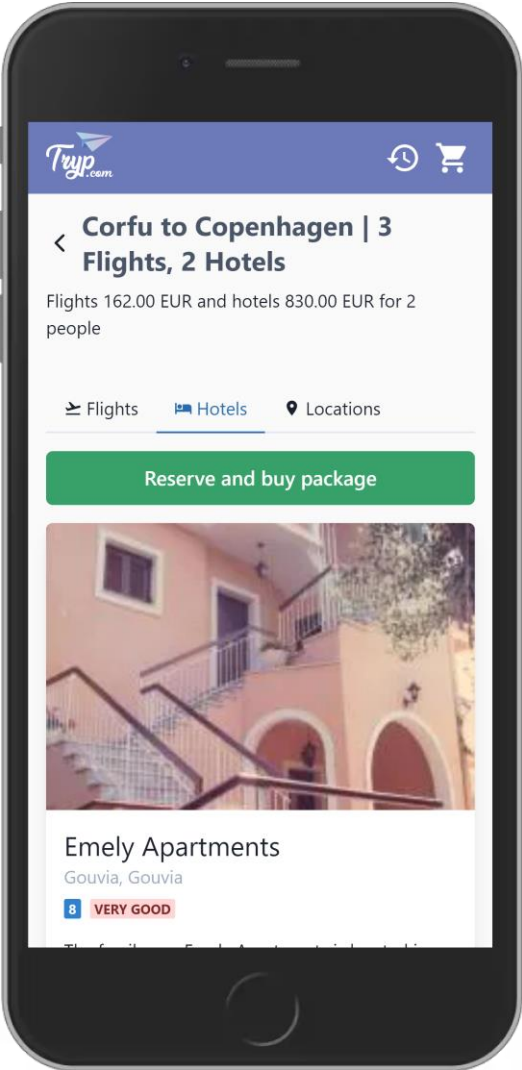 Tryp
.com
Corfu to Copenhagen | 3
Flights, 2 Hotels
Flights 162.00 EUR and hotels 830.00 EUR for 2
people
Flights Hotels Locations
Reserve and buy package
Emely Apartments
Gouvia, Gouvia
8 VERY GOOD